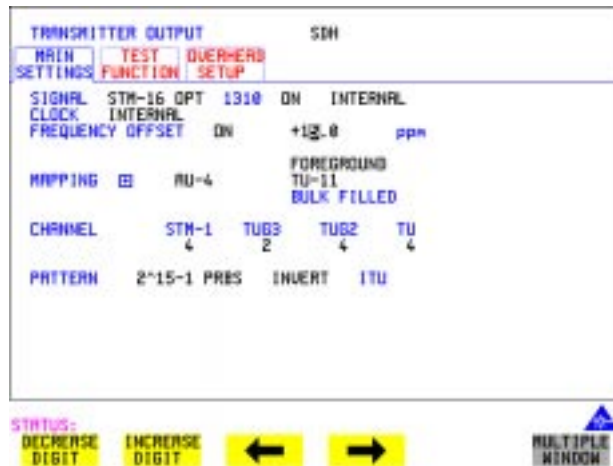 TRANSMITTER OUTPUT SDH
MAIN SETTINGS TEST FUNCTION OVERHEAD SETUP
SIGNAL STM-16 OPT 1310 ON INTERNAL
CLOCK INTERNAL
FREQUENCY OFFSET ON ppm
FOREGROUND
MAPPING AU-4 TU-11
BULK FILLED
CHANNEL STM-1 TUG3 TUG2 TU
4 2 4 4
PATTERN 2^15-1 PRBS INVERT ITU
STATUS:
DECREASE DIGIT INCREASE DIGIT MULTIPLE WINDOW